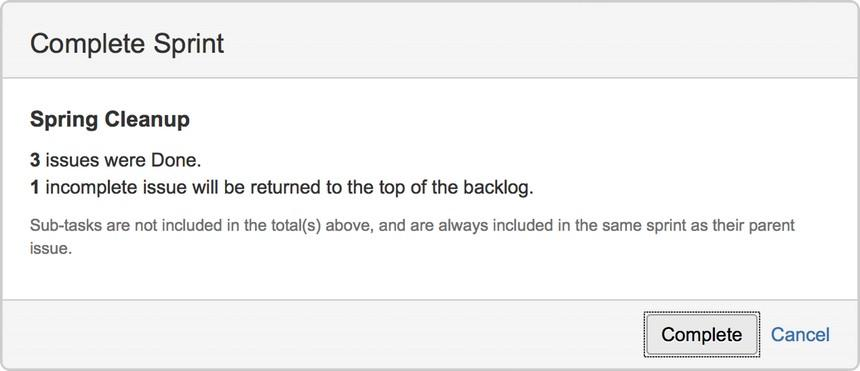 Complete Sprint
Spring Cleanup
3 issues were Done.
1 incomplete issue will be returned to the top of the backlog.
Sub-tasks are not included in the total(s) above, and are always included in the same sprint as their parent
issue.
Complete Cancel